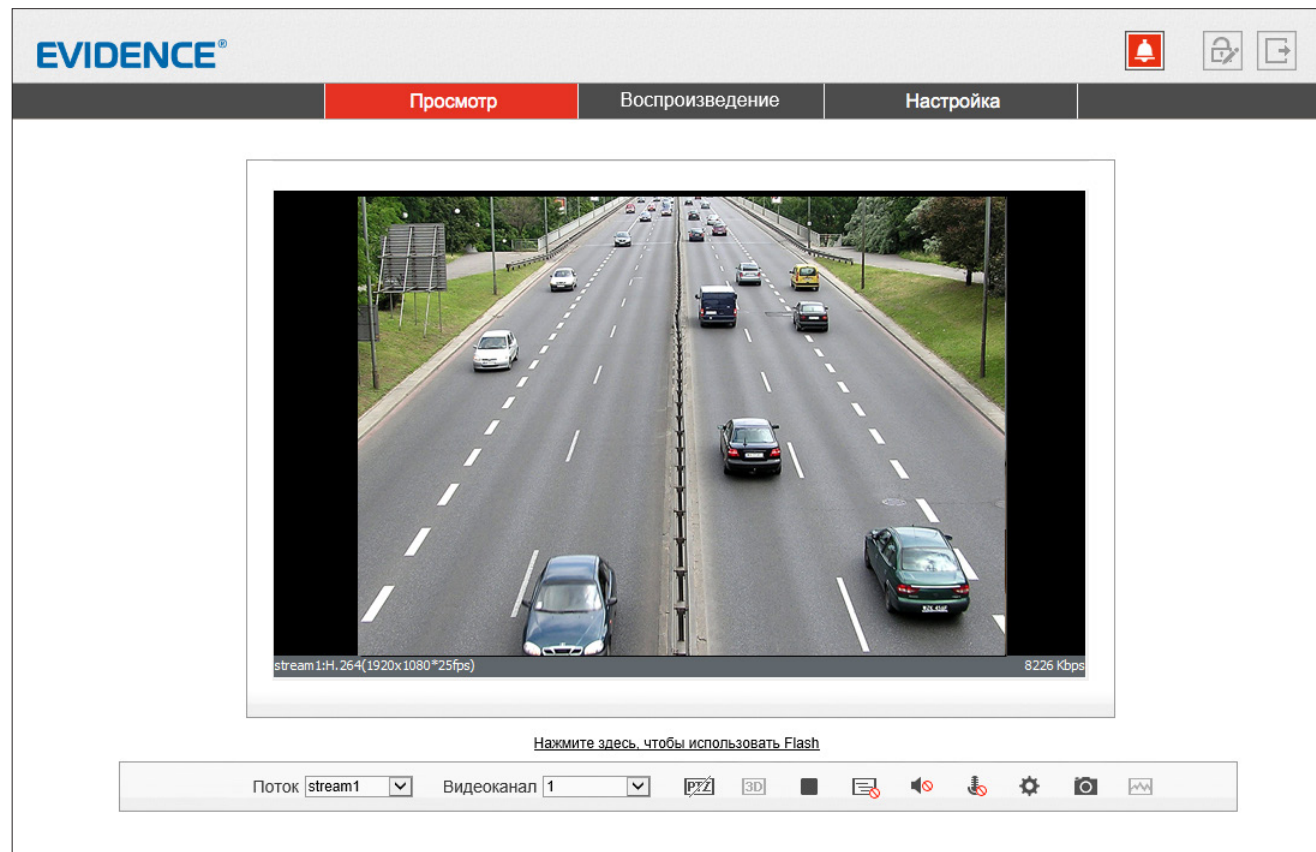 EVIDENCE®
Просмотр
Воспроизведение
Настройка
stream1:H.264(1920x1080*25fps)
8226 Kbps
Нажмите здесь, чтобы использовать Flash
Поток stream1
Видеоканал 1
PTZ
3D